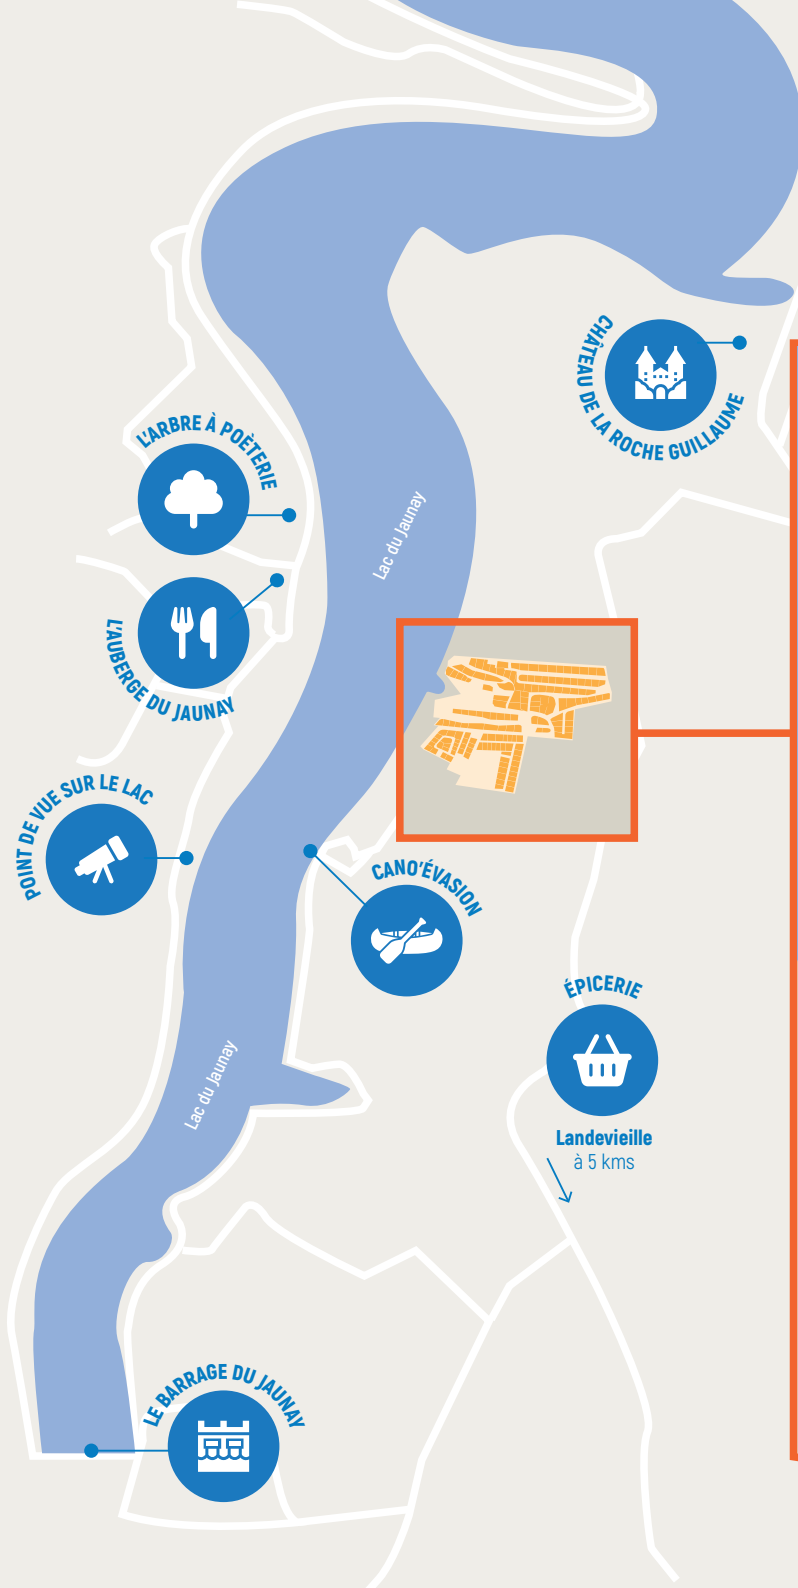 CHÂTEAU DE LA ROCHE GUILLAUME
L'ARBRE À POÈTERIE
Lac du Jaunay
L'AUBERGE DU JAUNAY
POINT DE VUE SUR LE LAC
CANO'ÉVASION
ÉPICERIE
Landevieille
à 5 kms
Lac du Jaunay
LE BARRAGE DU JAUNAY